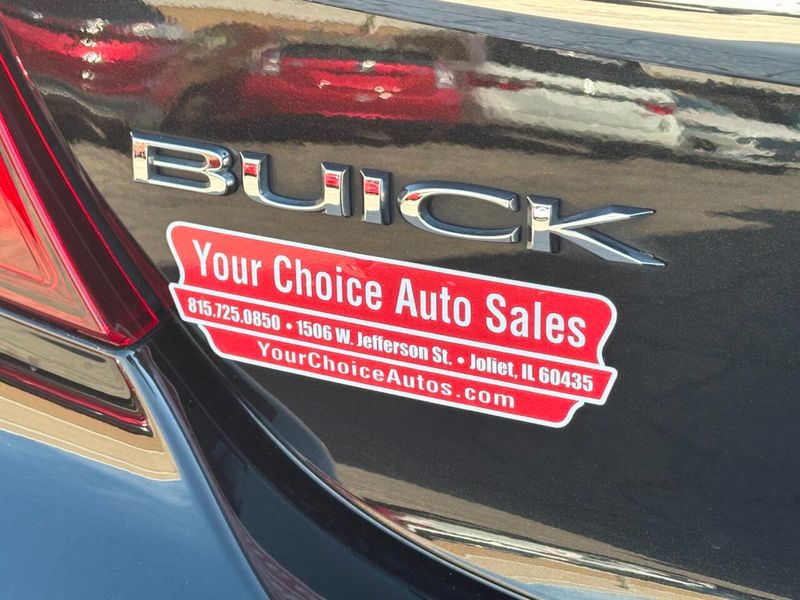 BUICK
Your Choice Auto Sales
815.725.0850 • 1506 W. Jefferson St. • Joliet, IL 60435
YourChoiceAutos.com